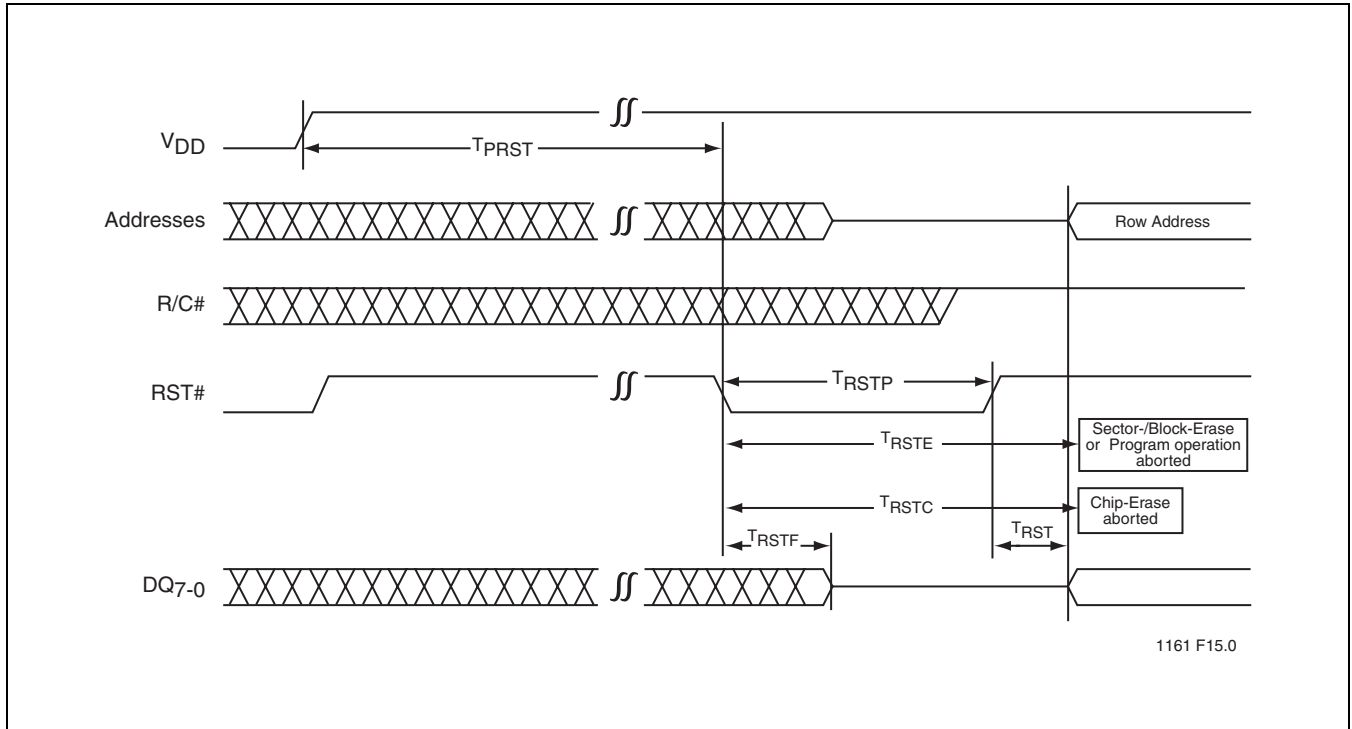 VDD
TPRST
Addresses
Row Address
R/C#
RST#
TRSTP
TRSTE
Sector-/Block-Erase
or Program operation
aborted
TRSTC
Chip-Erase
aborted
TRSTF
TRST
DQ7-0
1161 F15.0